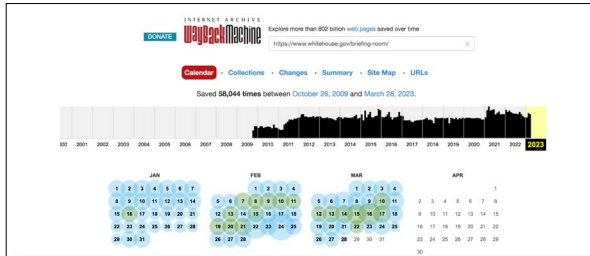 INTERNET ARCHIVE
WayBackMachine
DONATE
Explore more than 802 billion web pages saved over time
https://www.whitehouse.gov/briefing-room/
×
Calendar · Collections · Changes · Summary · Site Map · URLs
Saved 58,044 times between October 26, 2009 and March 28, 2023.
2001 2002 2003 2004 2005 2006 2007 2008 2009 2010 2011 2012 2013 2014 2015 2016 2017 2018 2019 2020 2021 2022 2023
JAN FEB MAR APR
1 2 3 4 5 6 7 1 2 3 4 1 2 3 4 1
8 9 10 11 12 13 14 5 6 7 8 9 10 11 5 6 7 8 9 10 11 2 3 4 5 6 7 8
15 16 17 18 19 20 21 12 13 14 15 16 17 18 12 13 14 15 16 17 18 9 10 11 12 13 14 15
22 23 24 25 26 27 28 19 20 21 22 23 24 25 19 20 21 22 23 24 25 16 17 18 19 20 21 22
29 30 31 26 27 28 26 27 28 29 30 31 23 24 25 26 27 28 29
30